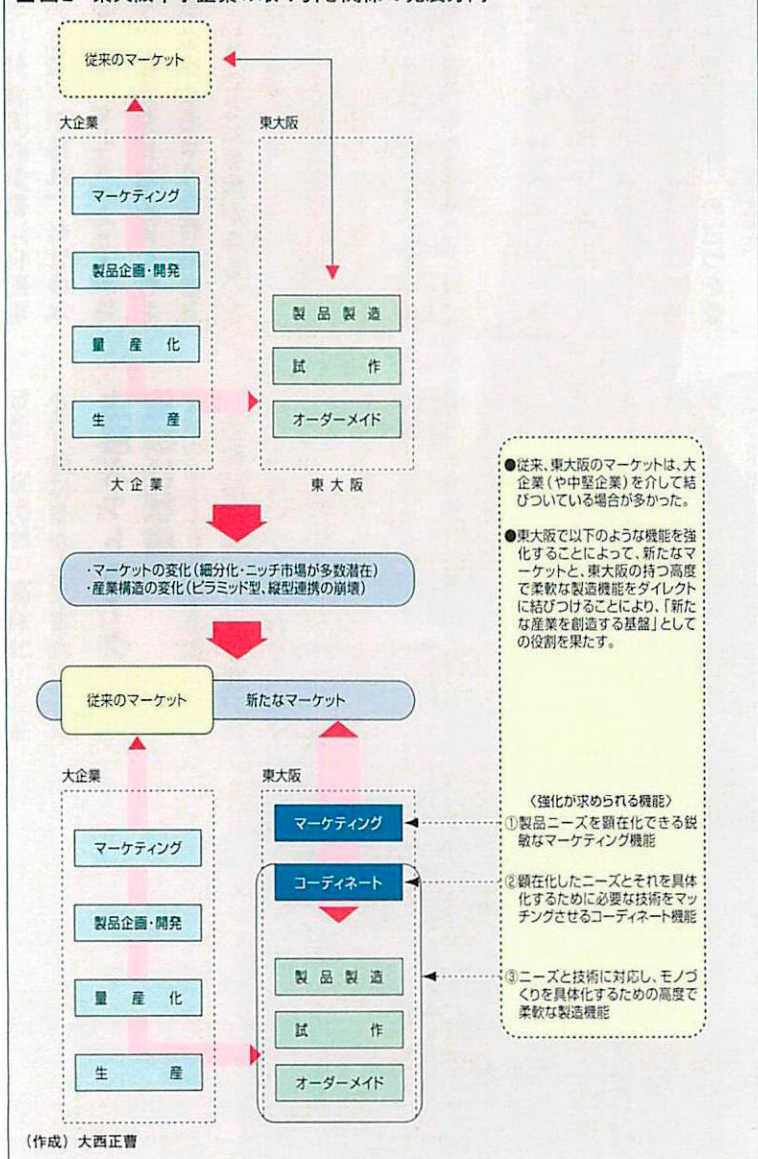 従来のマーケット
大企業
東大阪
マーケティング
製品企画・開発
量産化
生産
製品製造
試作
オーダーメイド
大企業
東大阪
・マーケットの変化(細分化・ニッチ市場が多数潜在)
・産業構造の変化(ピラミッド型、縦型連携の崩壊)
従来のマーケット
新たなマーケット
大企業
東大阪
マーケティング
製品企画・開発
量産化
生産
マーケティング
コーディネート
製品製造
試作
オーダーメイド
●従来、東大阪のマーケットは、大
企業(や中堅企業)を介して結
びついている場合が多かった。
●東大阪で以下のような機能を強
化することによって、新たなマ
ーケットと、東大阪の持つ高度
で柔軟な製造機能をダイレクト
に結びつけることにより、「新た
な産業を創造する基盤」として
の役割を果たす。
〈強化が求められる機能〉
①製品ニーズを顕在化できる鋭
敏なマーケティング機能
②顕在化したニーズとそれを具体
化するために必要な技術をマッ
チングさせるコーディネート機能
③ニーズと技術に対応し、モノづ
くりを具体化するための高度で
柔軟な製造機能
(作成) 大西正曹